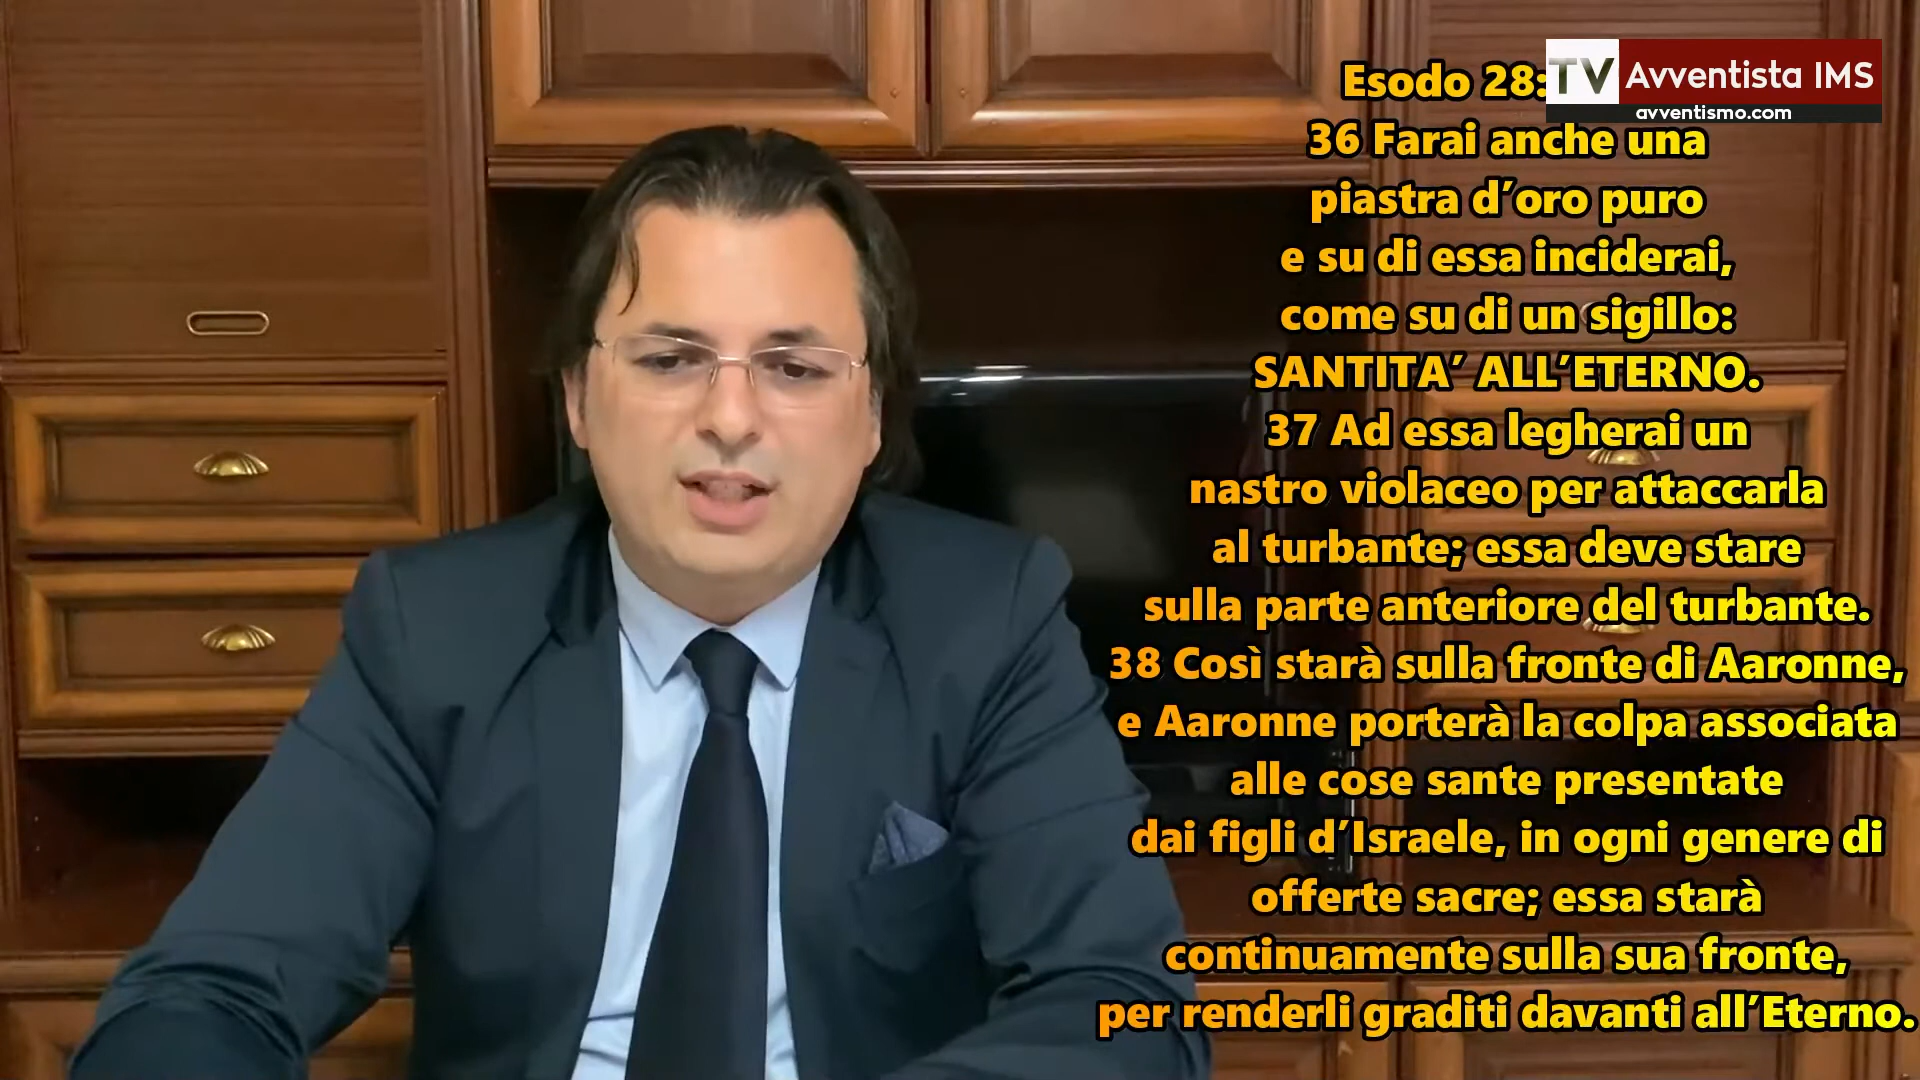 Esodo 28:
TV Avventista IMS
avventismo.com
36 Farai anche una
piastra d’oro puro
e su di essa inciderai,
come su di un sigillo:
SANTITA’ ALL’ETERNO.
37 Ad essa legherai un
nastro violaceo per attaccarla
al turbante; essa deve stare
sulla parte anteriore del turbante.
38 Così starà sulla fronte di Aaronne,
e Aaronne porterà la colpa associata
alle cose sante presentate
dai figli d’Israele, in ogni genere di
offerte sacre; essa starà
continuamente sulla sua fronte,
per renderli graditi davanti all’Eterno.